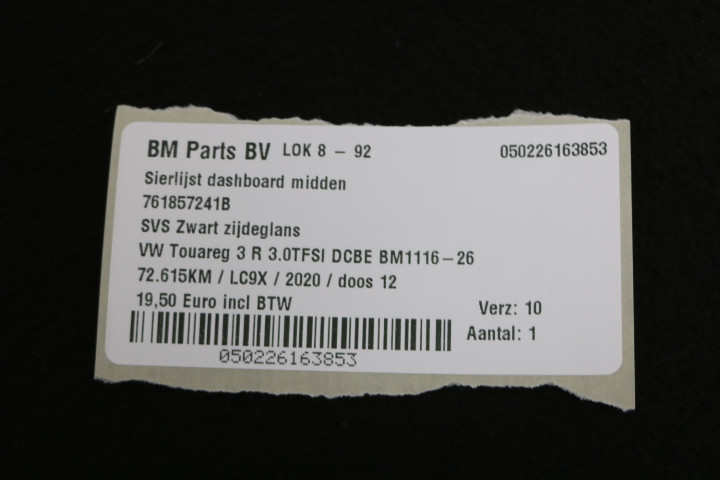 BM Parts BV LOK 8 - 92 050226163853
Sierlijst dashboard midden
761857241B
SVS Zwart zijdeglans
VW Touareg 3 R 3.0TFSI DCBE BM1116-26
72.615KM / LC9X / 2020 / doos 12
19,50 Euro incl BTW Verz: 10
Aantal: 1
050226163853